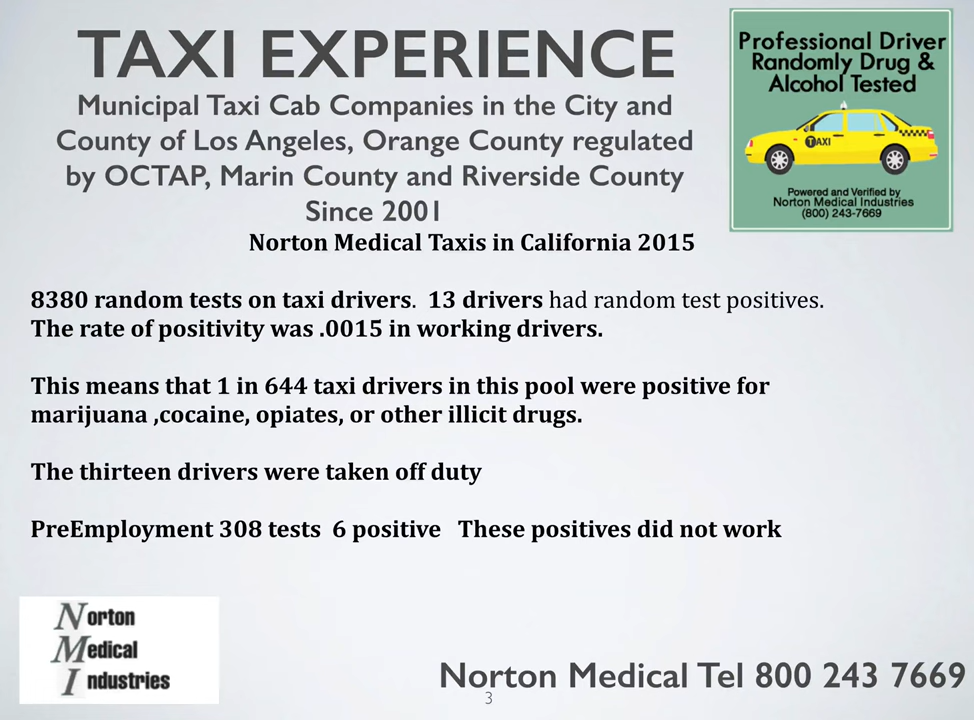 TAXI EXPERIENCE
Municipal Taxi Cab Companies in the City and
County of Los Angeles, Orange County regulated
by OCTAP, Marin County and Riverside County
Since 2001
Professional Driver
Randomly Drug &
Alcohol Tested
TAXI
Powered and Verified by
Norton Medical Industries
(800) 243-7669
Norton Medical Taxis in California 2015
8380 random tests on taxi drivers. 13 drivers had random test positives.
The rate of positivity was .0015 in working drivers.
This means that 1 in 644 taxi drivers in this pool were positive for
marijuana ,cocaine, opiates, or other illicit drugs.
The thirteen drivers were taken off duty
PreEmployment 308 tests 6 positive These positives did not work
Norton
Medical
Industries
Norton Medical Tel 800 243 7669
3